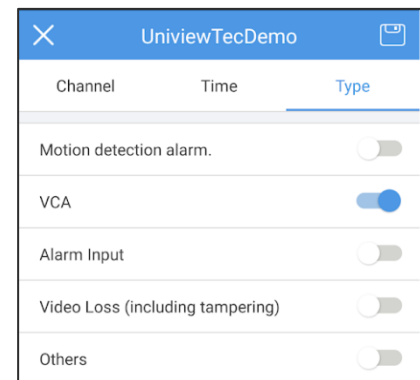 UniviewTecDemo
Channel Time Type
Motion detection alarm.
VCA
Alarm Input
Video Loss (including tampering)
Others